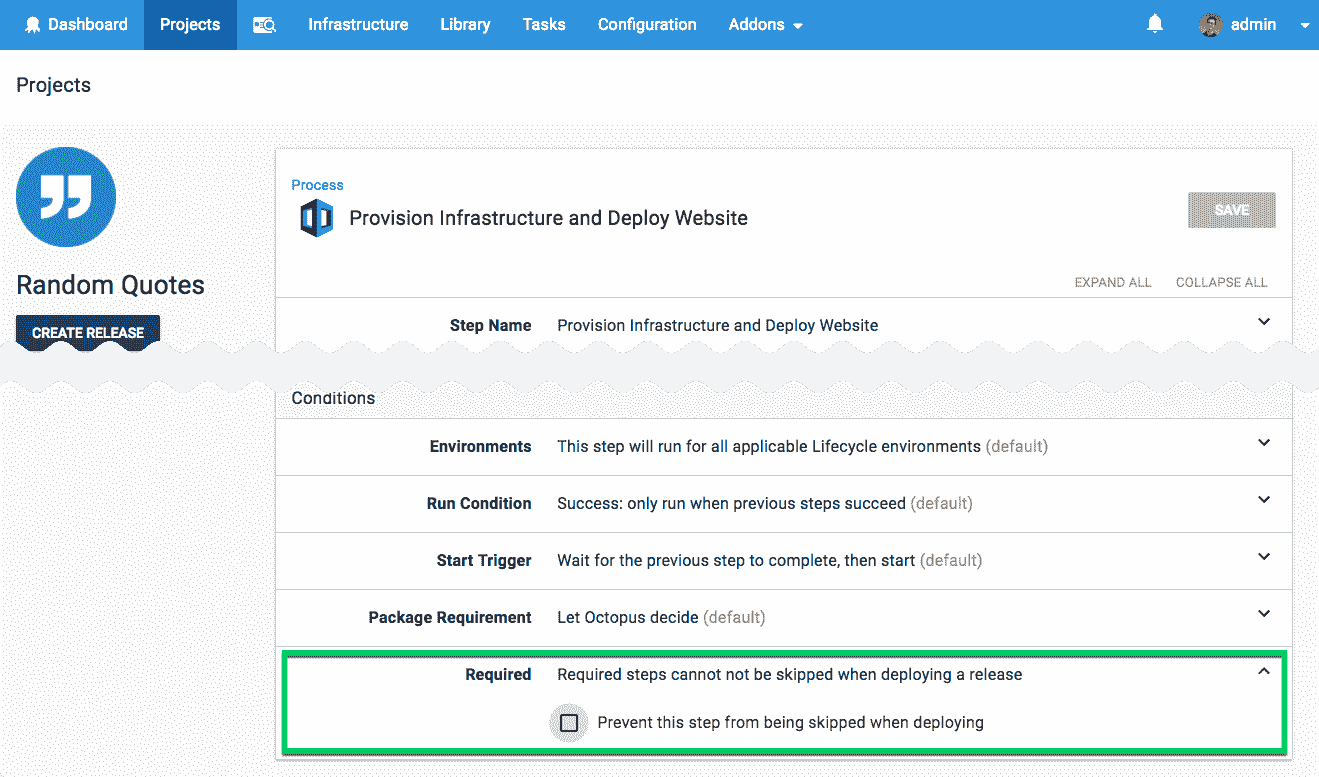 Dashboard Projects Infrastructure Library Tasks Configuration Addons admin
Projects
Process
Provision Infrastructure and Deploy Website
SAVE
Random Quotes
EXPAND ALL COLLAPSE ALL
CREATE RELEASE
Step Name Provision Infrastructure and Deploy Website
Conditions
Environments This step will run for all applicable Lifecycle environments (default)
Run Condition Success: only run when previous steps succeed (default)
Start Trigger Wait for the previous step to complete, then start (default)
Package Requirement Let Octopus decide (default)
Required Required steps cannot not be skipped when deploying a release
Prevent this step from being skipped when deploying